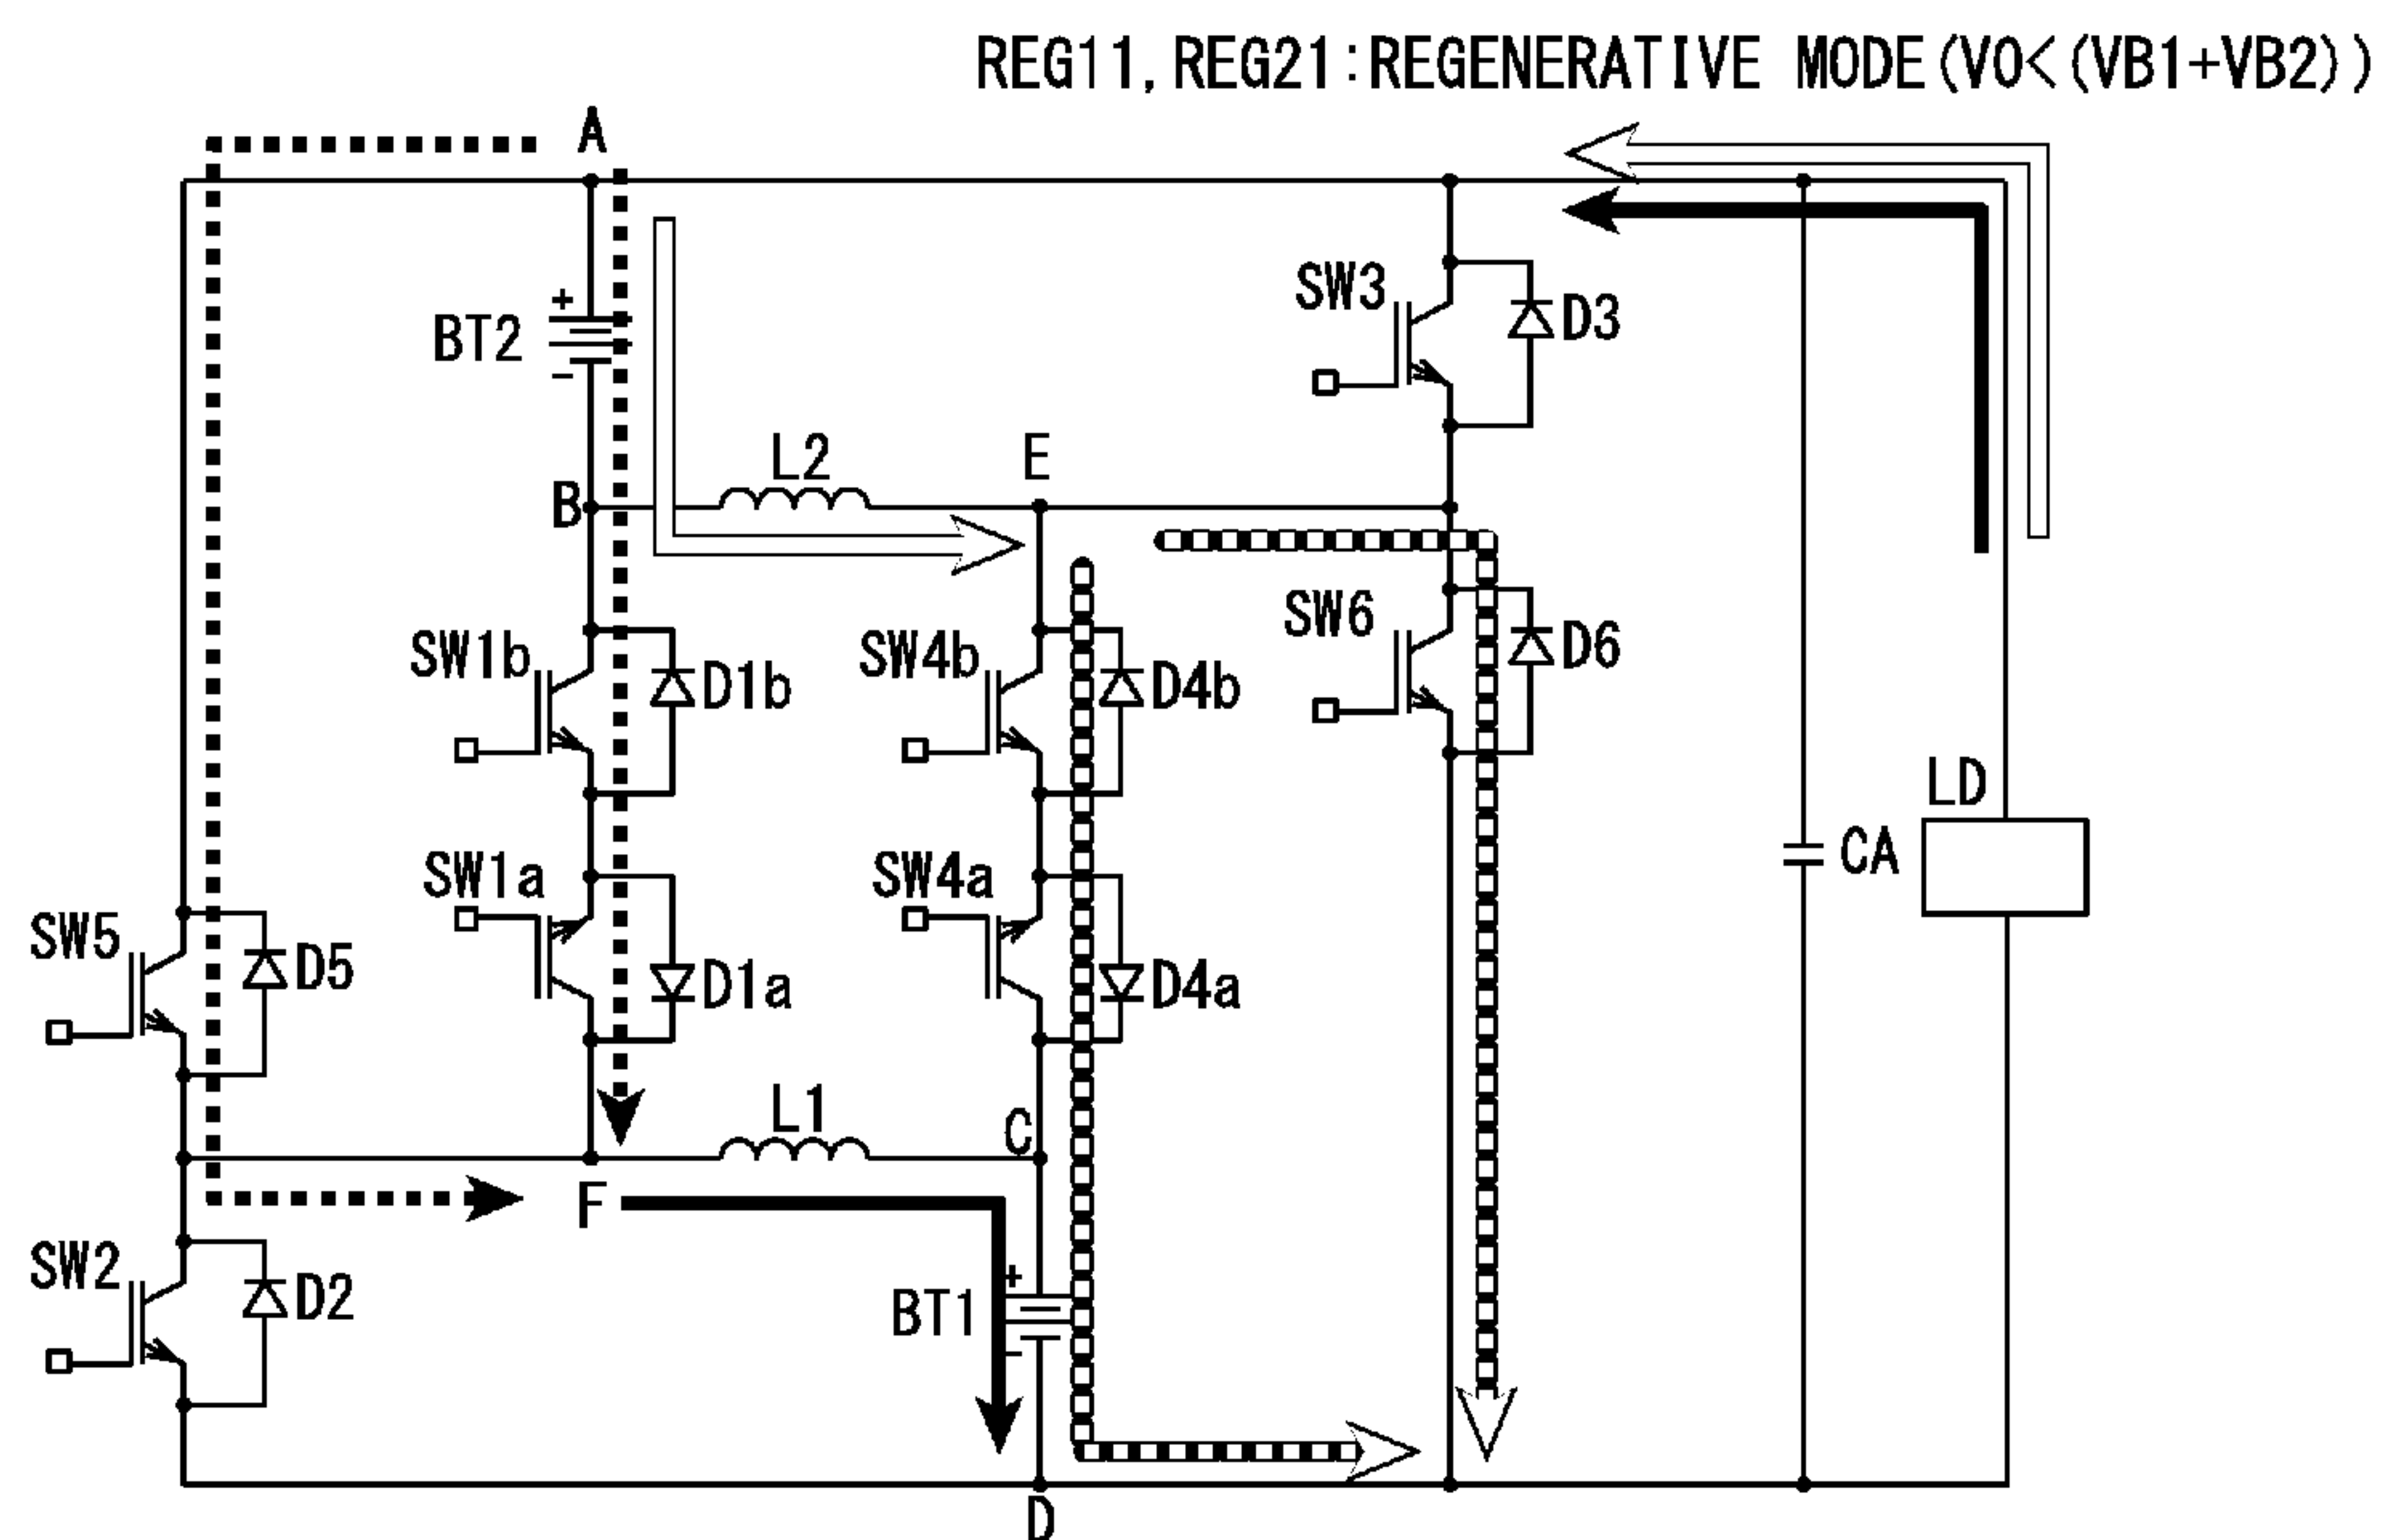 REG11,REG21:REGENERATIVE MODE(V0<(VB1+VB2))
A
+
BT2
−
SW3
D3
L2
E
B
SW6
D6
SW1b
D1b
SW4b
D4b
LD
CA
SW1a
D1a
SW4a
D4a
SW5
D5
L1
C
F
SW2
D2
+
BT1
−
D